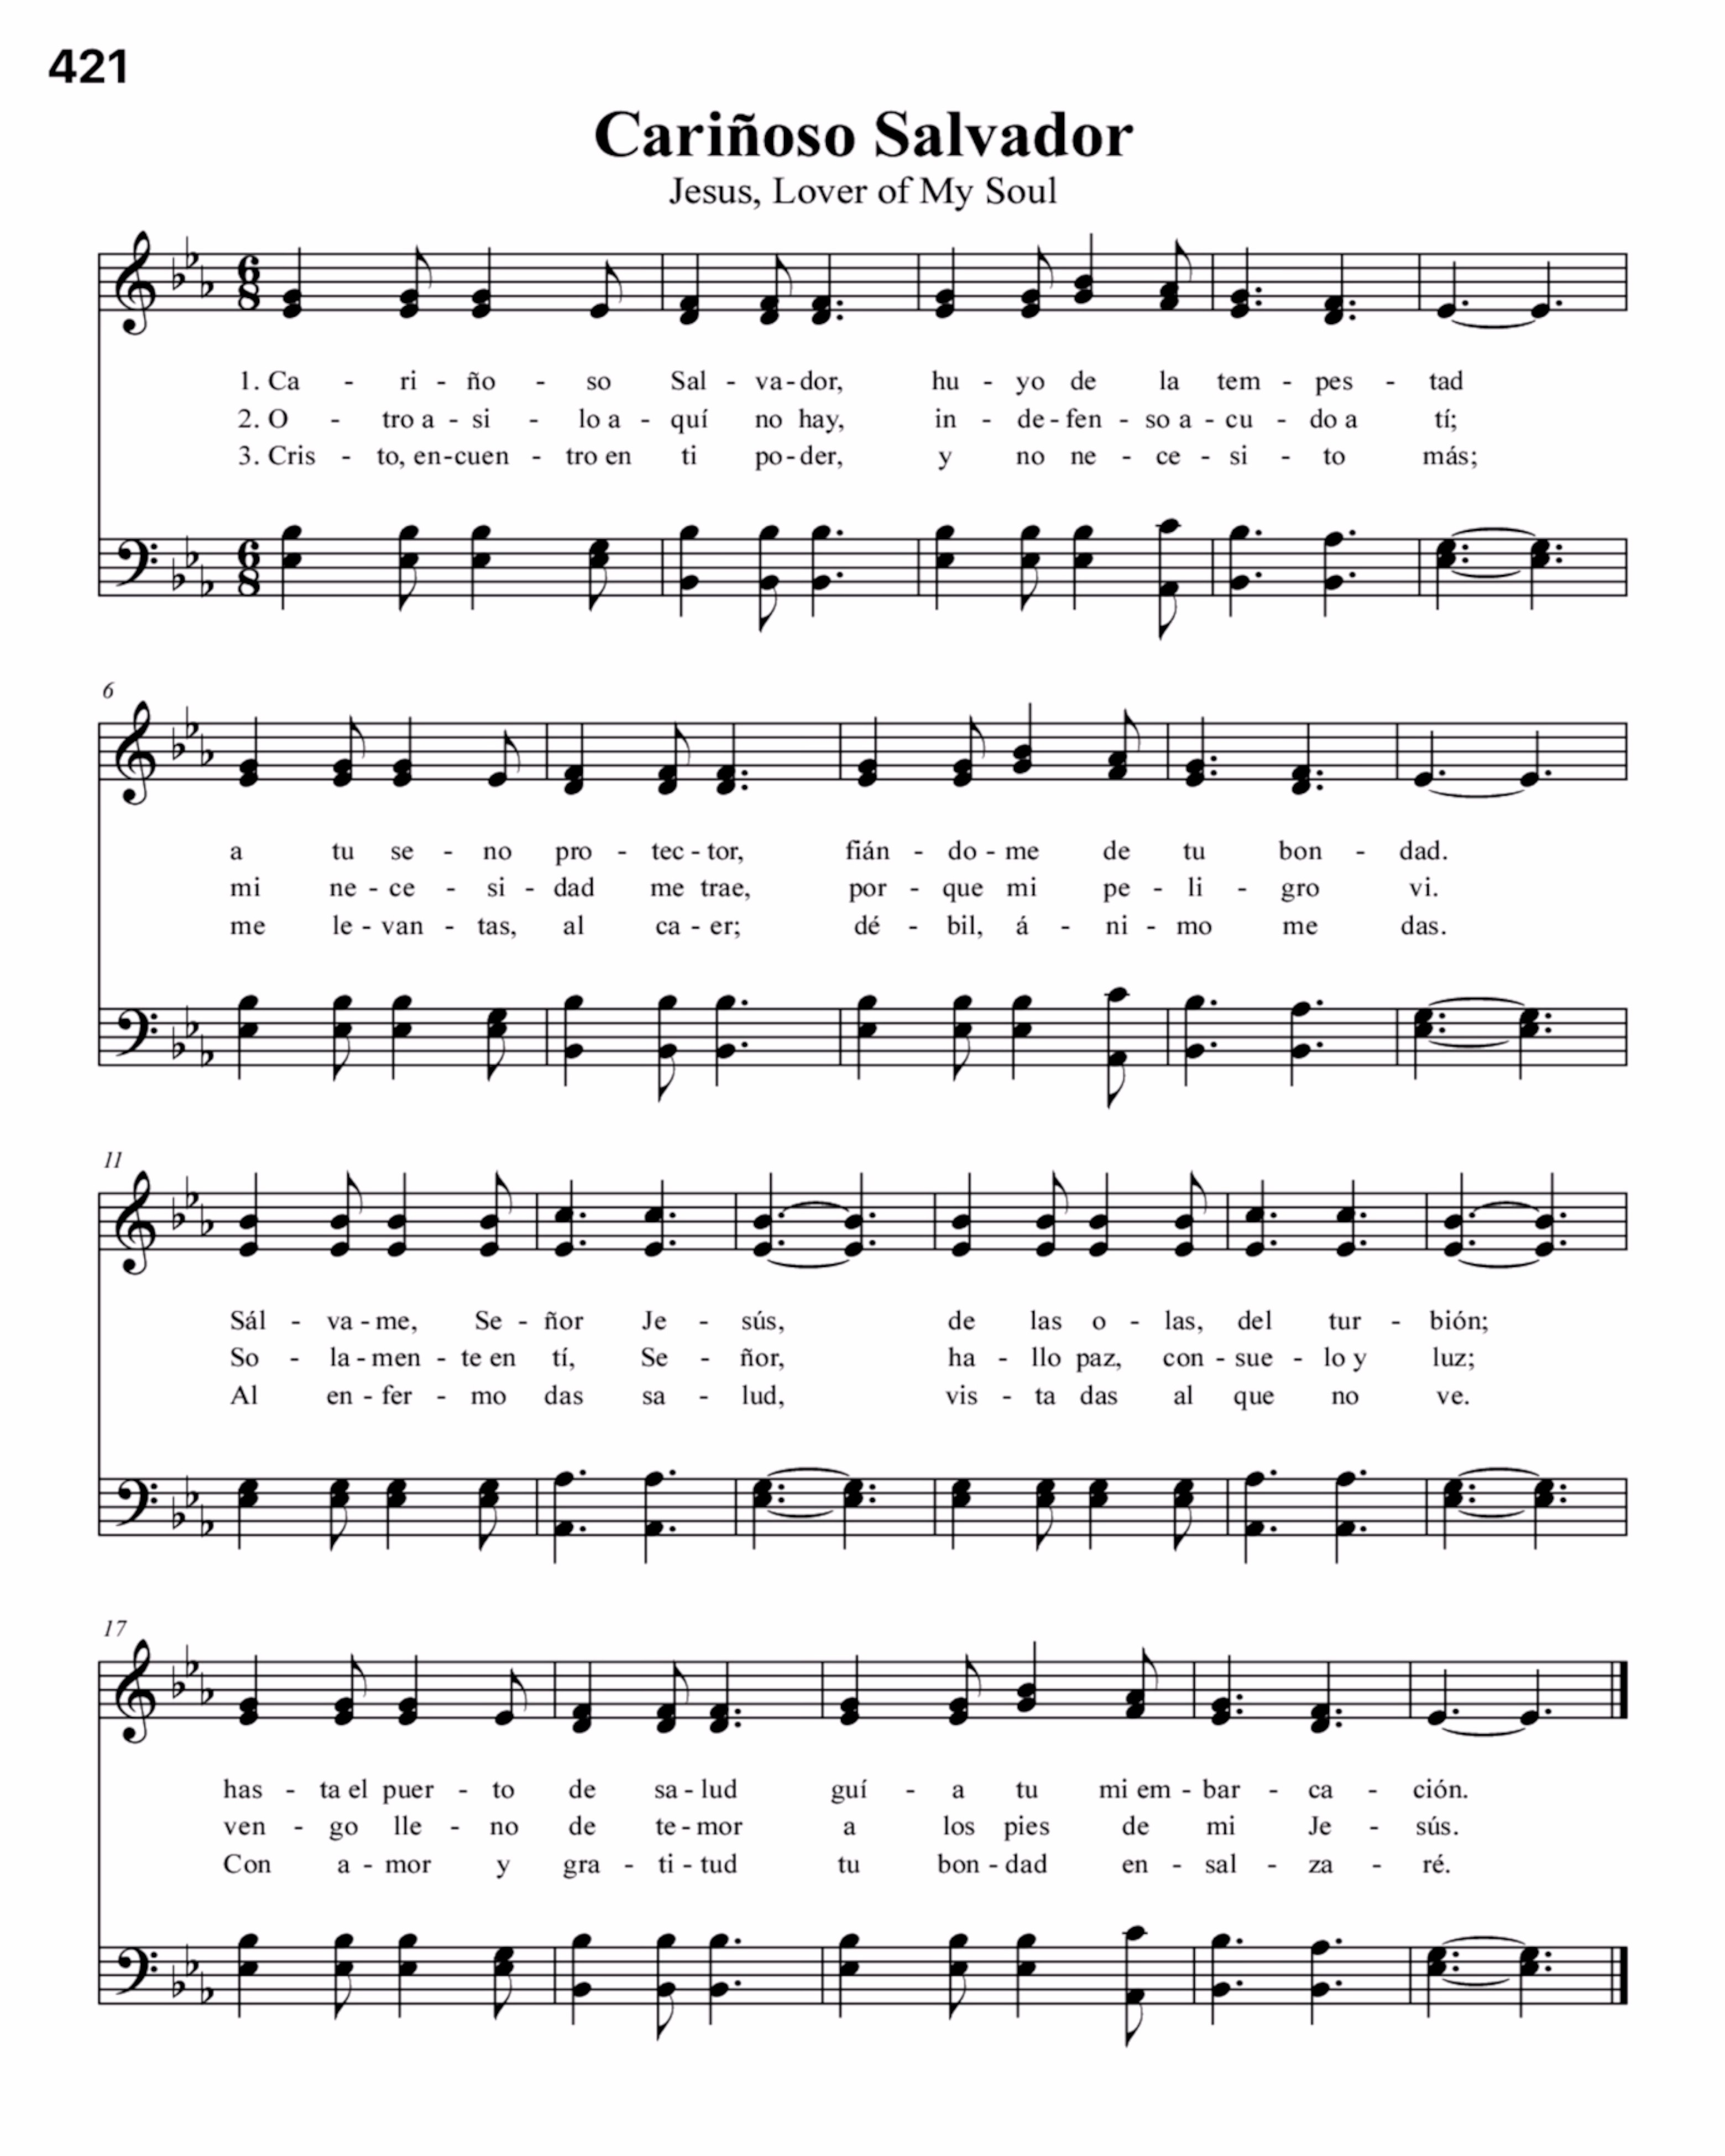 421
Cariñoso Salvador
Jesus, Lover of My Soul
1. Ca - ri - ño - so Sal - va - dor, hu - yo de la tem - pes - tad
2. O - tro a - si - lo a - quí no hay, in - de - fen - so a - cu - do a tí;
3. Cris - to, en - cuen - tro en ti po - der, y no ne - ce - si - to más;
6
a tu se - no pro - tec - tor, fián - do - me de tu bon - dad.
mi ne - ce - si - dad me trae, por - que mi pe - li - gro vi.
me le - van - tas, al ca - er; dé - bil, á - ni - mo me das.
11
Sál - va - me, Se - ñor Je - sús, de las o - las, del tur - bión;
So - la - men - te en tí, Se - ñor, ha - llo paz, con - sue - lo y luz;
Al en - fer - mo das sa - lud, vis - ta das al que no ve.
17
has - ta el puer - to de sa - lud guí - a tu mi em - bar - ca - ción.
ven - go lle - no de te - mor a los pies de mi Je - sús.
Con a - mor y gra - ti - tud tu bon - dad en - sal - za - ré.